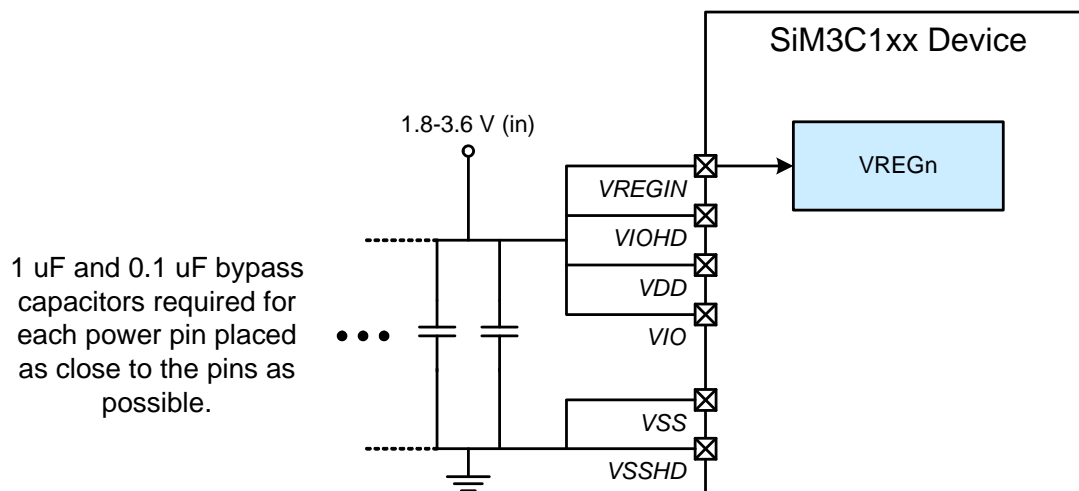 SiM3C1xx Device
1.8-3.6 V (in)
VREGn
VREGIN
VIOHD
VDD
VIO
1 uF and 0.1 uF bypass
capacitors required for
each power pin placed
as close to the pins as
possible.
VSS
VSSHD